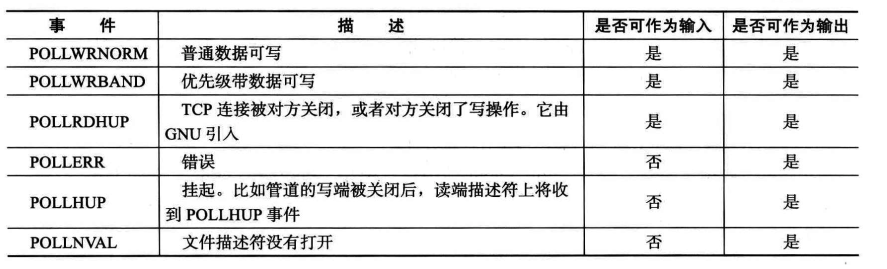 事 件 描 述 是否可作为输入 是否可作为输出
POLLWRNORM 普通数据可写 是 是
POLLWRBAND 优先级带数据可写 是 是
POLLRDHUP TCP 连接被对方关闭，或者对方关闭了写操作。它由 是 是
GNU 引入
POLLERR 错误 否 是
POLLHUP 挂起。比如管道的写端被关闭后，读端描述符上将收 否 是
到 POLLHUP 事件
POLLNVAL 文件描述符没有打开 否 是